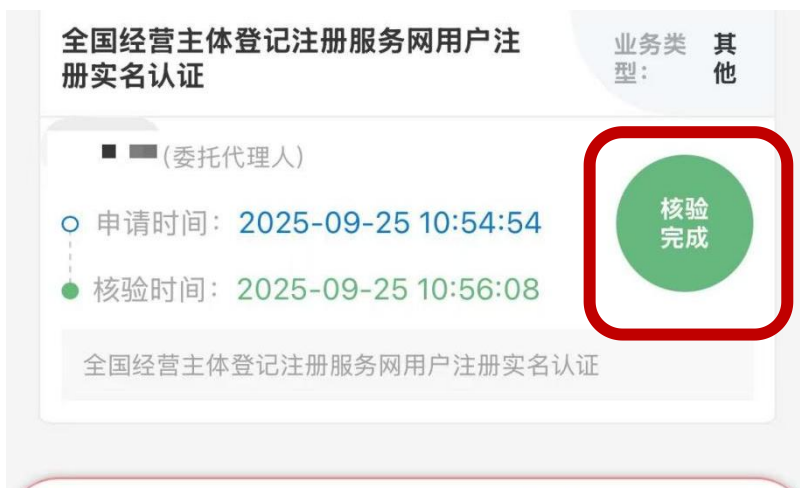 全国经营主体登记注册服务网用户注
册实名认证
业务类
型：
其
他
(委托代理人)
申请时间：2025-09-25 10:54:54
核验时间：2025-09-25 10:56:08
核验
完成
全国经营主体登记注册服务网用户注册实名认证